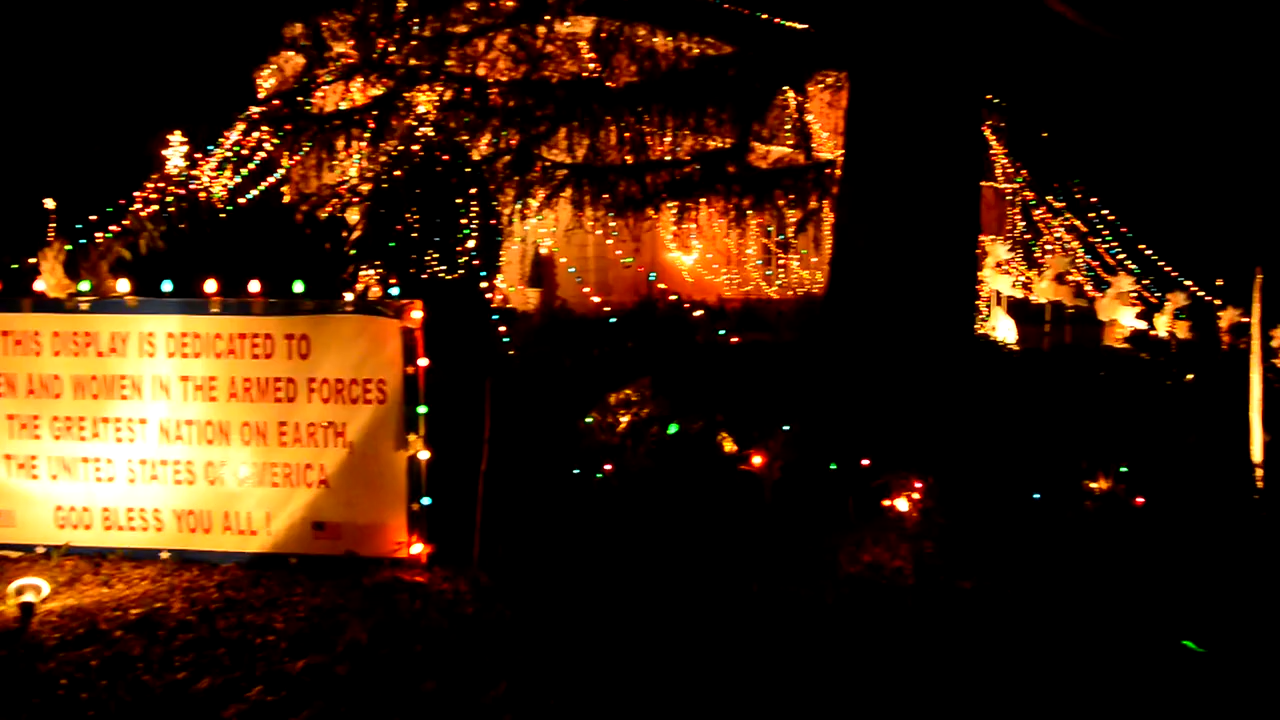 THIS DISPLAY IS DEDICATED TO
EN AND WOMEN IN THE ARMED FORCES
THE GREATEST NATION ON EARTH,
THE UNITED STATES OF AMERICA
GOD BLESS YOU ALL !